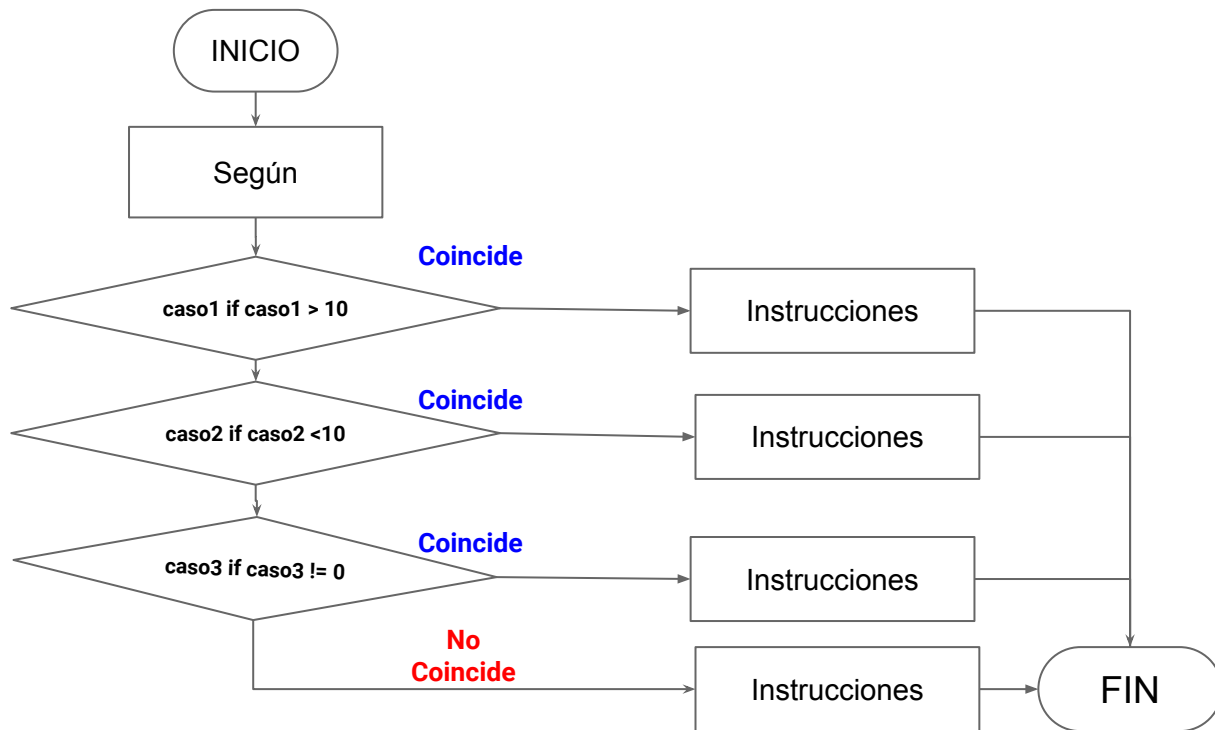 INICIO
Según
Coincide
caso1 if caso1 > 10
Instrucciones
Coincide
caso2 if caso2 <10
Instrucciones
Coincide
caso3 if caso3 != 0
Instrucciones
No
Coincide
Instrucciones
FIN